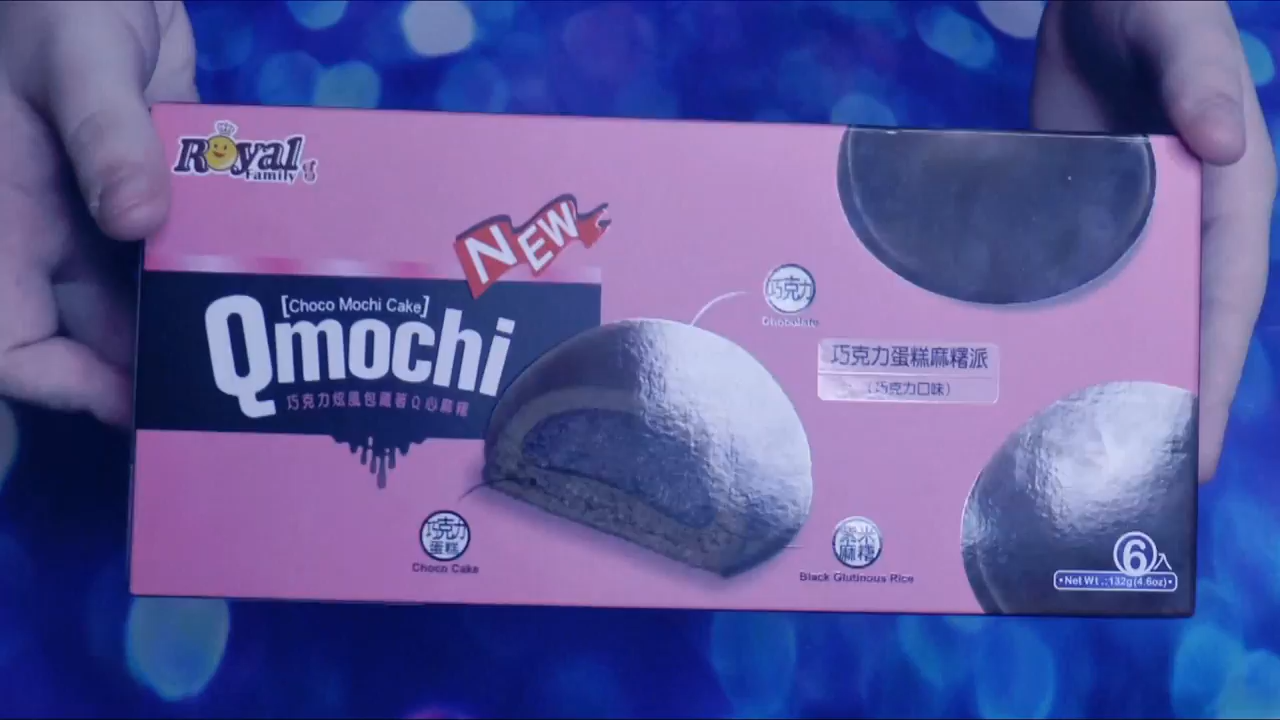 Royal
Family
NEW
[Choco Mochi Cake]
Qmochi
巧克力炫風包藏著Q心麻糬
巧克力
Chocolate
巧克力蛋糕麻糬派
(巧克力口味)
巧克力
蛋糕
Choco Cake
紫米
麻糬
Black Glutinous Rice
6入
•Net Wt.:132g(4.6oz)•